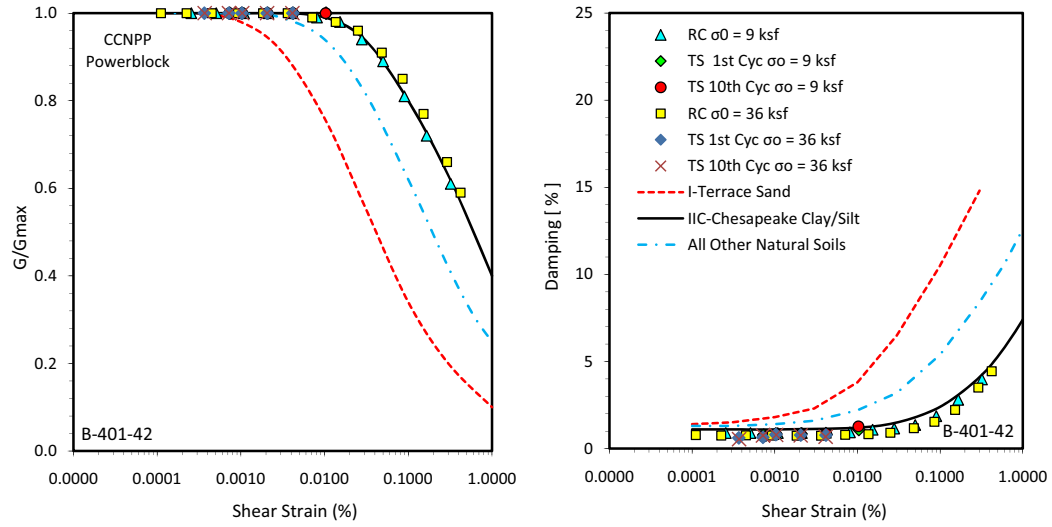 CCNPP
Powerblock
G/Gmax
1.0
0.8
0.6
0.4
0.2
0.0
B-401-42
0.0000 0.0001 0.0010 0.0100 0.1000 1.0000
Shear Strain (%)
RC σ0 = 9 ksf
TS 1st Cyc σo = 9 ksf
TS 10th Cyc σo = 9 ksf
RC σ0 = 36 ksf
TS 1st Cyc σo = 36 ksf
TS 10th Cyc σo = 36 ksf
I-Terrace Sand
IIC-Chesapeake Clay/Silt
All Other Natural Soils
Damping [ % ]
25
20
15
10
5
0
B-401-42
0.0000 0.0001 0.0010 0.0100 0.1000 1.0000
Shear Strain (%)